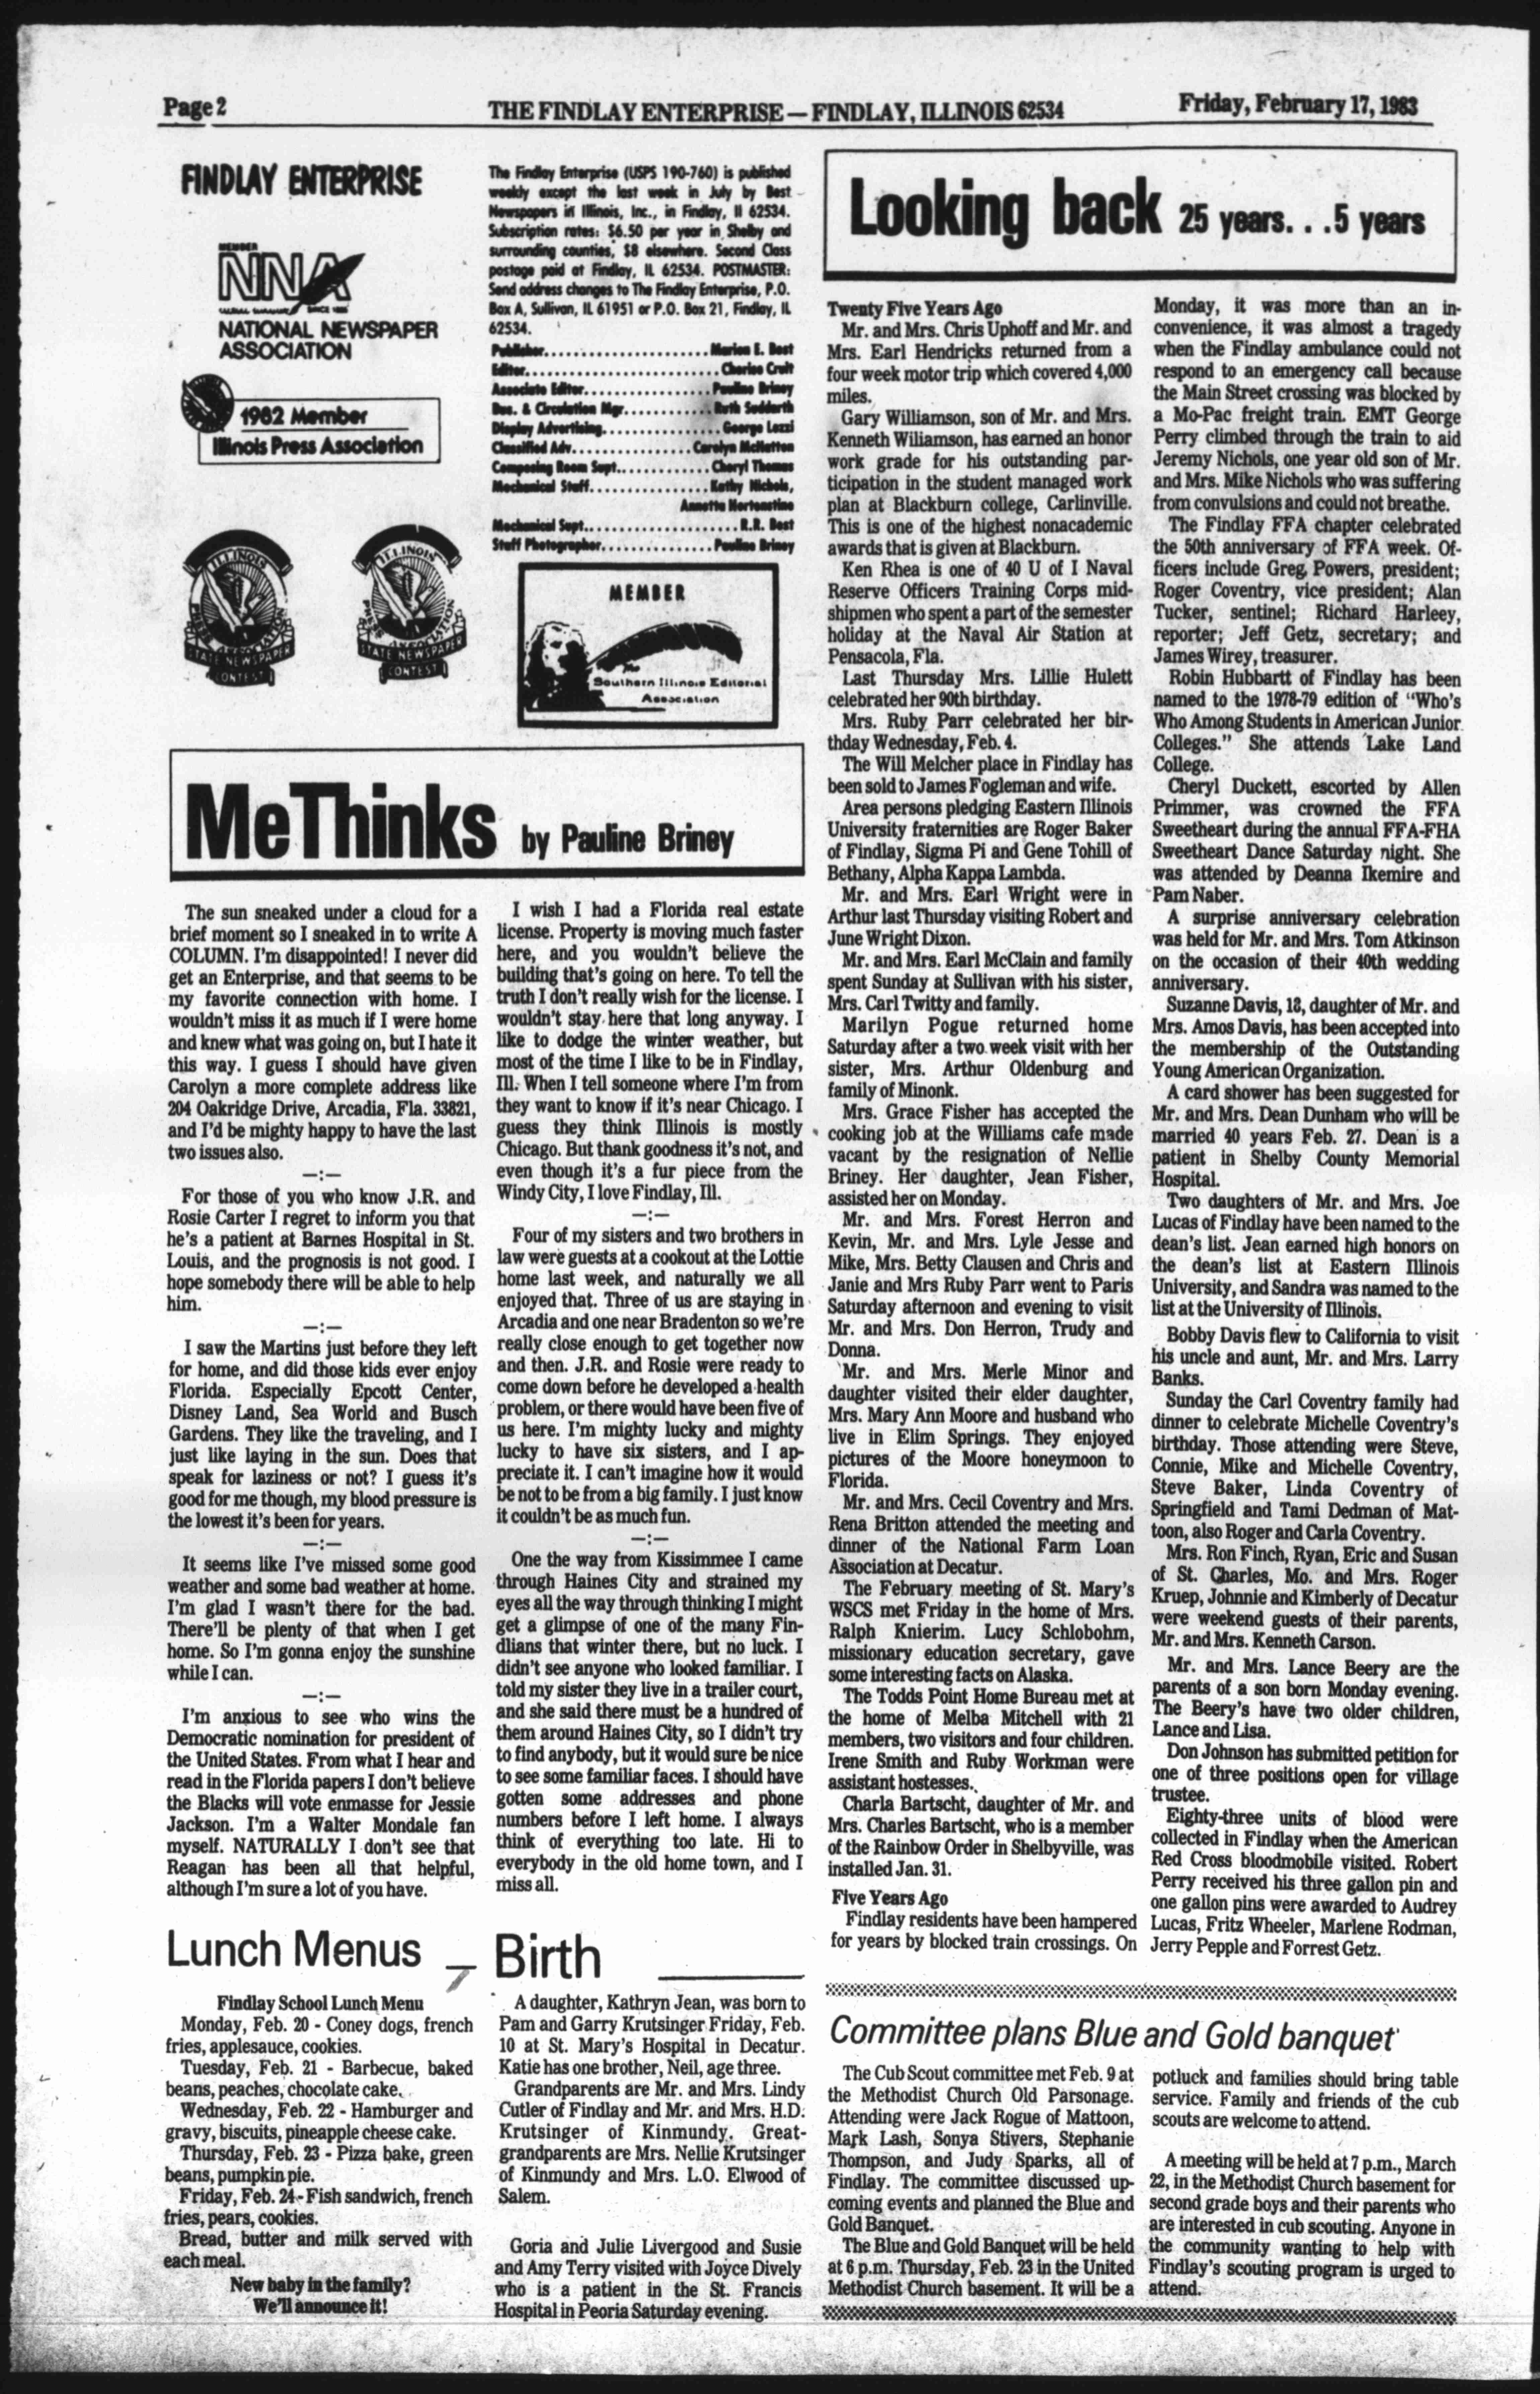 Page 2
THE FINDLAY ENTERPRISE — FINDLAY, ILLINOIS 62534
Friday, February 17, 1983
FINDLAY ENTERPRISE
MEMBER
NNA
SINCE 1885
NATIONAL NEWSPAPER
ASSOCIATION
1982 Member
Illinois Press Association
ILLINOIS
PRESS ASSOCIATION
STATE NEWSPAPER
CONTEST
ILLINOIS
PRESS ASSOCIATION
STATE NEWSPAPER
CONTEST
The Findlay Enterprise (USPS 190-760) is published
weekly except the last week in July by Best
Newspapers in Illinois, Inc., in Findlay, Il 62534.
Subscription rates: $6.50 per year in Shelby and
surrounding counties, $8 elsewhere. Second Class
postage paid at Findlay, IL 62534. POSTMASTER:
Send address changes to The Findlay Enterprise, P.O.
Box A, Sullivan, IL 61951 or P.O. Box 21, Findlay, IL
62534.
Publisher........................Marion E. Best
Editor............................Charles Cruit
Associate Editor...................Pauline Briney
Bus. & Circulation Mgr.............Ruth Suddarth
Display Advertising................George Lezzi
Classified Adv.................Carolyn McHatton
Composing Room Supt.............Cheryl Thomas
Mechanical Staff................Kathy Nichols,
Annetta Hortenstine
Mechanical Supt.......................R.R. Best
Staff Photographer................Pauline Briney
MEMBER
The
Southern Illinois Editorial
Association
MeThinks by Pauline Briney
The sun sneaked under a cloud for a
brief moment so I sneaked in to write A
COLUMN. I'm disappointed! I never did
get an Enterprise, and that seems to be
my favorite connection with home. I
wouldn't miss it as much if I were home
and knew what was going on, but I hate it
this way. I guess I should have given
Carolyn a more complete address like
204 Oakridge Drive, Arcadia, Fla. 33821,
and I'd be mighty happy to have the last
two issues also.
—:—
For those of you who know J.R. and
Rosie Carter I regret to inform you that
he's a patient at Barnes Hospital in St.
Louis, and the prognosis is not good. I
hope somebody there will be able to help
him.
—:—
I saw the Martins just before they left
for home, and did those kids ever enjoy
Florida. Especially Epcott Center,
Disney Land, Sea World and Busch
Gardens. They like the traveling, and I
just like laying in the sun. Does that
speak for laziness or not? I guess it's
good for me though, my blood pressure is
the lowest it's been for years.
—:—
It seems like I've missed some good
weather and some bad weather at home.
I'm glad I wasn't there for the bad.
There'll be plenty of that when I get
home. So I'm gonna enjoy the sunshine
while I can.
—:—
I'm anxious to see who wins the
Democratic nomination for president of
the United States. From what I hear and
read in the Florida papers I don't believe
the Blacks will vote enmasse for Jessie
Jackson. I'm a Walter Mondale fan
myself. NATURALLY I don't see that
Reagan has been all that helpful,
although I'm sure a lot of you have.
I wish I had a Florida real estate
license. Property is moving much faster
here, and you wouldn't believe the
building that's going on here. To tell the
truth I don't really wish for the license. I
wouldn't stay here that long anyway. I
like to dodge the winter weather, but
most of the time I like to be in Findlay,
Ill. When I tell someone where I'm from
they want to know if it's near Chicago. I
guess they think Illinois is mostly
Chicago. But thank goodness it's not, and
even though it's a fur piece from the
Windy City, I love Findlay, Ill.
—:—
Four of my sisters and two brothers in
law were guests at a cookout at the Lottie
home last week, and naturally we all
enjoyed that. Three of us are staying in
Arcadia and one near Bradenton so we're
really close enough to get together now
and then. J.R. and Rosie were ready to
come down before he developed a health
problem, or there would have been five of
us here. I'm mighty lucky and mighty
lucky to have six sisters, and I ap-
preciate it. I can't imagine how it would
be not to be from a big family. I just know
it couldn't be as much fun.
—:—
One the way from Kissimmee I came
through Haines City and strained my
eyes all the way through thinking I might
get a glimpse of one of the many Fin-
dlians that winter there, but no luck. I
didn't see anyone who looked familiar. I
told my sister they live in a trailer court,
and she said there must be a hundred of
them around Haines City, so I didn't try
to find anybody, but it would sure be nice
to see some familiar faces. I should have
gotten some addresses and phone
numbers before I left home. I always
think of everything too late. Hi to
everybody in the old home town, and I
miss all.
Lunch Menus
Findlay School Lunch Menu
Monday, Feb. 20 - Coney dogs, french
fries, applesauce, cookies.
Tuesday, Feb. 21 - Barbecue, baked
beans, peaches, chocolate cake.
Wednesday, Feb. 22 - Hamburger and
gravy, biscuits, pineapple cheese cake.
Thursday, Feb. 23 - Pizza bake, green
beans, pumpkin pie.
Friday, Feb. 24 - Fish sandwich, french
fries, pears, cookies.
Bread, butter and milk served with
each meal.
New baby in the family?
We'll announce it!
Birth
A daughter, Kathryn Jean, was born to
Pam and Garry Krutsinger Friday, Feb.
10 at St. Mary's Hospital in Decatur.
Katie has one brother, Neil, age three.
Grandparents are Mr. and Mrs. Lindy
Cutler of Findlay and Mr. and Mrs. H.D.
Krutsinger of Kinmundy. Great-
grandparents are Mrs. Nellie Krutsinger
of Kinmundy and Mrs. L.O. Elwood of
Salem.
Goria and Julie Livergood and Susie
and Amy Terry visited with Joyce Dively
who is a patient in the St. Francis
Hospital in Peoria Saturday evening.
Looking back 25 years. . .5 years
Twenty Five Years Ago
Mr. and Mrs. Chris Uphoff and Mr. and
Mrs. Earl Hendricks returned from a
four week motor trip which covered 4,000
miles.
Gary Williamson, son of Mr. and Mrs.
Kenneth Wiliamson, has earned an honor
work grade for his outstanding par-
ticipation in the student managed work
plan at Blackburn college, Carlinville.
This is one of the highest nonacademic
awards that is given at Blackburn.
Ken Rhea is one of 40 U of I Naval
Reserve Officers Training Corps mid-
shipmen who spent a part of the semester
holiday at the Naval Air Station at
Pensacola, Fla.
Last Thursday Mrs. Lillie Hulett
celebrated her 90th birthday.
Mrs. Ruby Parr celebrated her bir-
thday Wednesday, Feb. 4.
The Will Melcher place in Findlay has
been sold to James Fogleman and wife.
Area persons pledging Eastern Illinois
University fraternities are Roger Baker
of Findlay, Sigma Pi and Gene Tohill of
Bethany, Alpha Kappa Lambda.
Mr. and Mrs. Earl Wright were in
Arthur last Thursday visiting Robert and
June Wright Dixon.
Mr. and Mrs. Earl McClain and family
spent Sunday at Sullivan with his sister,
Mrs. Carl Twitty and family.
Marilyn Pogue returned home
Saturday after a two week visit with her
sister, Mrs. Arthur Oldenburg and
family of Minonk.
Mrs. Grace Fisher has accepted the
cooking job at the Williams cafe made
vacant by the resignation of Nellie
Briney. Her daughter, Jean Fisher,
assisted her on Monday.
Mr. and Mrs. Forest Herron and
Kevin, Mr. and Mrs. Lyle Jesse and
Mike, Mrs. Betty Clausen and Chris and
Janie and Mrs Ruby Parr went to Paris
Saturday afternoon and evening to visit
Mr. and Mrs. Don Herron, Trudy and
Donna.
Mr. and Mrs. Merle Minor and
daughter visited their elder daughter,
Mrs. Mary Ann Moore and husband who
live in Elim Springs. They enjoyed
pictures of the Moore honeymoon to
Florida.
Mr. and Mrs. Cecil Coventry and Mrs.
Rena Britton attended the meeting and
dinner of the National Farm Loan
Association at Decatur.
The February meeting of St. Mary's
WSCS met Friday in the home of Mrs.
Ralph Knierim. Lucy Schlobohm,
missionary education secretary, gave
some interesting facts on Alaska.
The Todds Point Home Bureau met at
the home of Melba Mitchell with 21
members, two visitors and four children.
Irene Smith and Ruby Workman were
assistant hostesses.
Charla Bartscht, daughter of Mr. and
Mrs. Charles Bartscht, who is a member
of the Rainbow Order in Shelbyville, was
installed Jan. 31.
Five Years Ago
Findlay residents have been hampered
for years by blocked train crossings. On
Monday, it was more than an in-
convenience, it was almost a tragedy
when the Findlay ambulance could not
respond to an emergency call because
the Main Street crossing was blocked by
a Mo-Pac freight train. EMT George
Perry climbed through the train to aid
Jeremy Nichols, one year old son of Mr.
and Mrs. Mike Nichols who was suffering
from convulsions and could not breathe.
The Findlay FFA chapter celebrated
the 50th anniversary of FFA week. Of-
ficers include Greg Powers, president;
Roger Coventry, vice president; Alan
Tucker, sentinel; Richard Harleey,
reporter; Jeff Getz, secretary; and
James Wirey, treasurer.
Robin Hubbartt of Findlay has been
named to the 1978-79 edition of "Who's
Who Among Students in American Junior
Colleges." She attends Lake Land
College.
Cheryl Duckett, escorted by Allen
Primmer, was crowned the FFA
Sweetheart during the annual FFA-FHA
Sweetheart Dance Saturday night. She
was attended by Deanna Ikemire and
Pam Naber.
A surprise anniversary celebration
was held for Mr. and Mrs. Tom Atkinson
on the occasion of their 40th wedding
anniversary.
Suzanne Davis, 18, daughter of Mr. and
Mrs. Amos Davis, has been accepted into
the membership of the Outstanding
Young American Organization.
A card shower has been suggested for
Mr. and Mrs. Dean Dunham who will be
married 40 years Feb. 27. Dean is a
patient in Shelby County Memorial
Hospital.
Two daughters of Mr. and Mrs. Joe
Lucas of Findlay have been named to the
dean's list. Jean earned high honors on
the dean's list at Eastern Illinois
University, and Sandra was named to the
list at the University of Illinois.
Bobby Davis flew to California to visit
his uncle and aunt, Mr. and Mrs. Larry
Banks.
Sunday the Carl Coventry family had
dinner to celebrate Michelle Coventry's
birthday. Those attending were Steve,
Connie, Mike and Michelle Coventry,
Steve Baker, Linda Coventry of
Springfield and Tami Dedman of Mat-
toon, also Roger and Carla Coventry.
Mrs. Ron Finch, Ryan, Eric and Susan
of St. Charles, Mo. and Mrs. Roger
Kruep, Johnnie and Kimberly of Decatur
were weekend guests of their parents,
Mr. and Mrs. Kenneth Carson.
Mr. and Mrs. Lance Beery are the
parents of a son born Monday evening.
The Beery's have two older children,
Lance and Lisa.
Don Johnson has submitted petition for
one of three positions open for village
trustee.
Eighty-three units of blood were
collected in Findlay when the American
Red Cross bloodmobile visited. Robert
Perry received his three gallon pin and
one gallon pins were awarded to Audrey
Lucas, Fritz Wheeler, Marlene Rodman,
Jerry Pepple and Forrest Getz.
Committee plans Blue and Gold banquet
The Cub Scout committee met Feb. 9 at
the Methodist Church Old Parsonage.
Attending were Jack Rogue of Mattoon,
Mark Lash, Sonya Stivers, Stephanie
Thompson, and Judy Sparks, all of
Findlay. The committee discussed up-
coming events and planned the Blue and
Gold Banquet.
The Blue and Gold Banquet will be held
at 6 p.m. Thursday, Feb. 23 in the United
Methodist Church basement. It will be a
potluck and families should bring table
service. Family and friends of the cub
scouts are welcome to attend.
A meeting will be held at 7 p.m., March
22, in the Methodist Church basement for
second grade boys and their parents who
are interested in cub scouting. Anyone in
the community wanting to help with
Findlay's scouting program is urged to
attend.